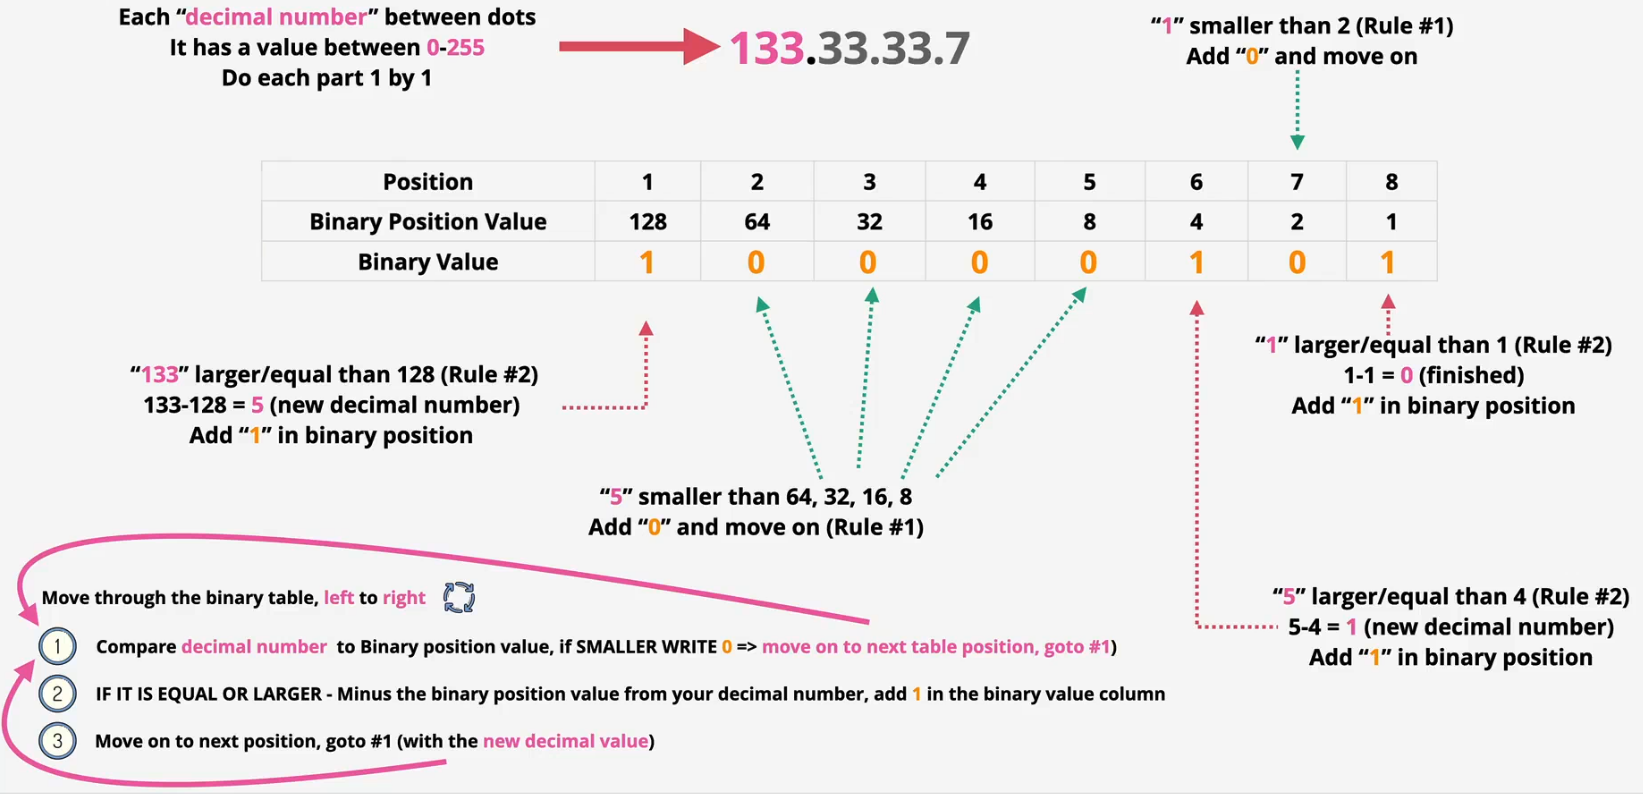 Each “decimal number” between dots
It has a value between 0-255
Do each part 1 by 1
133.33.33.7
“1” smaller than 2 (Rule #1)
Add “0” and move on
Position 1 2 3 4 5 6 7 8
Binary Position Value 128 64 32 16 8 4 2 1
Binary Value 1 0 0 0 0 1 0 1
“133” larger/equal than 128 (Rule #2)
133-128 = 5 (new decimal number)
Add “1” in binary position
“1” larger/equal than 1 (Rule #2)
1-1 = 0 (finished)
Add “1” in binary position
“5” smaller than 64, 32, 16, 8
Add “0” and move on (Rule #1)
“5” larger/equal than 4 (Rule #2)
5-4 = 1 (new decimal number)
Add “1” in binary position
Move through the binary table, left to right
1 Compare decimal number to Binary position value, if SMALLER WRITE 0 => move on to next table position, goto #1)
2 IF IT IS EQUAL OR LARGER - Minus the binary position value from your decimal number, add 1 in the binary value column
3 Move on to next position, goto #1 (with the new decimal value)